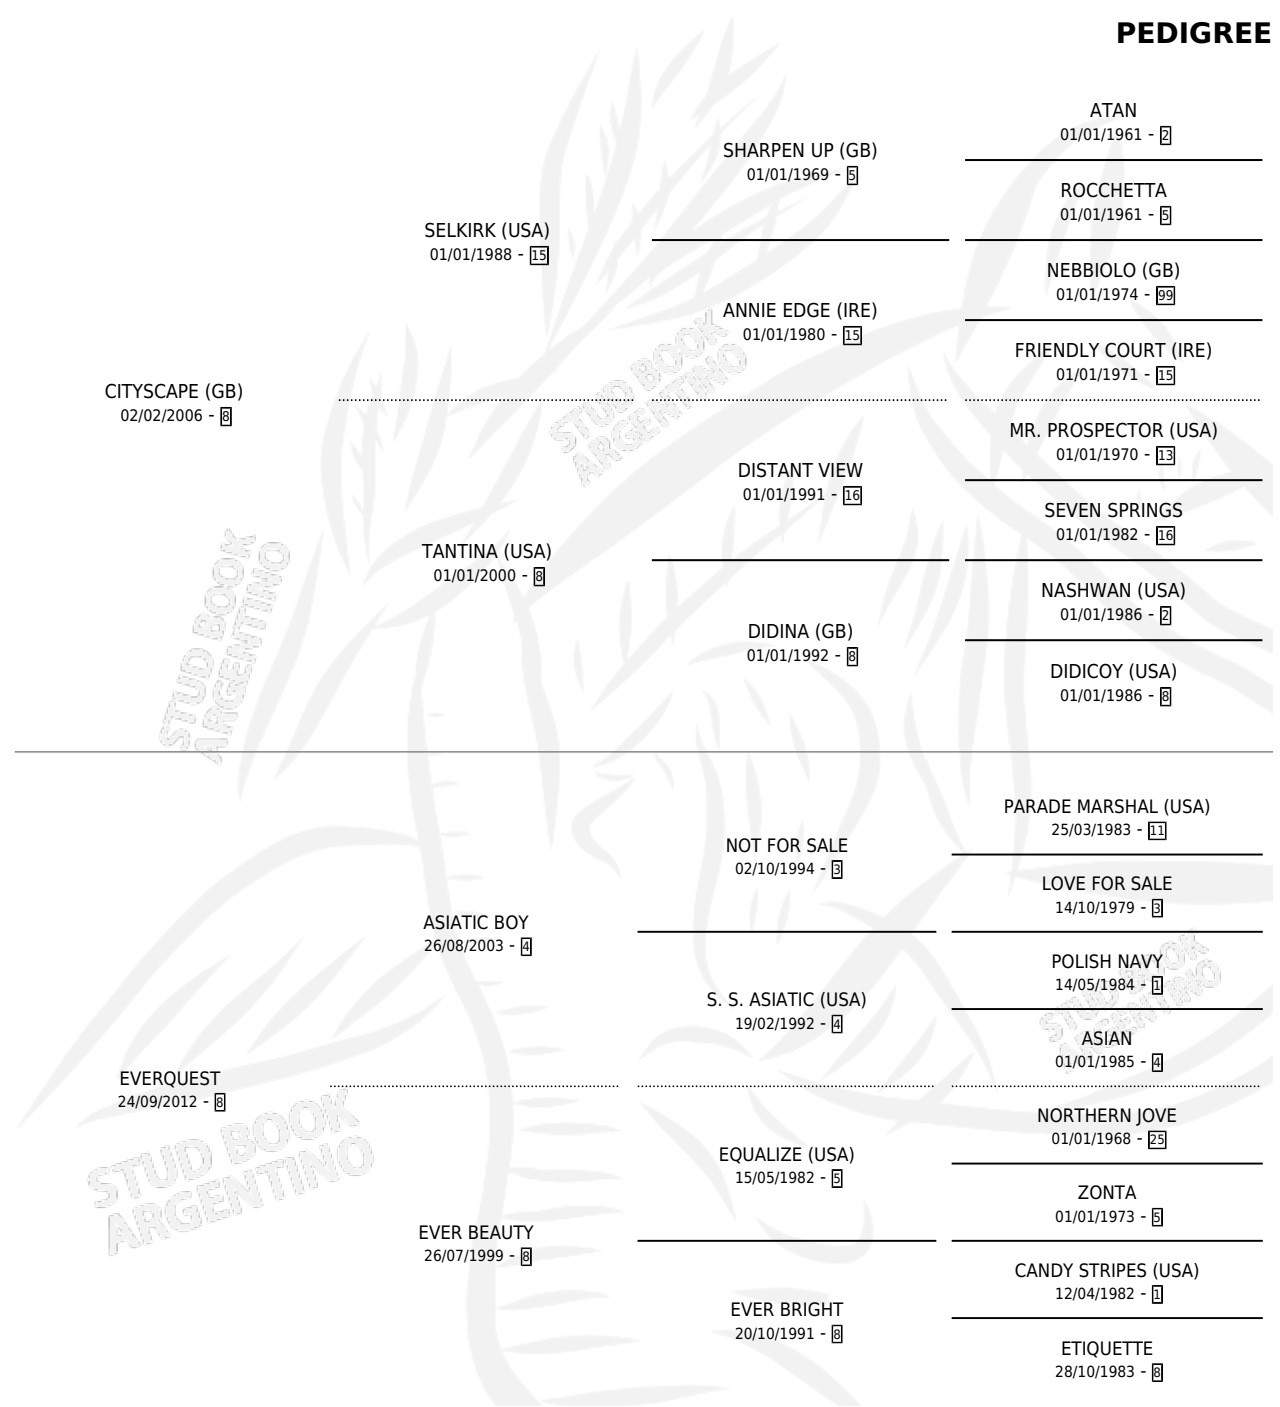 PEDIGREE
ATAN
01/01/1961 - 2
SHARPEN UP (GB)
01/01/1969 - 5
ROCCHETTA
01/01/1961 - 5
SELKIRK (USA)
01/01/1988 - 15
NEBBIOLO (GB)
01/01/1974 - 99
ANNIE EDGE (IRE)
01/01/1980 - 15
FRIENDLY COURT (IRE)
01/01/1971 - 15
CITYSCAPE (GB)
02/02/2006 - 8
STUD BOOK
ARGENTINO
MR. PROSPECTOR (USA)
01/01/1970 - 13
DISTANT VIEW
01/01/1991 - 16
SEVEN SPRINGS
01/01/1982 - 16
TANTINA (USA)
01/01/2000 - 8
NASHWAN (USA)
01/01/1986 - 2
DIDINA (GB)
01/01/1992 - 8
DIDICOY (USA)
01/01/1986 - 8
STUD BOOK
ARGENTINO
PARADE MARSHAL (USA)
25/03/1983 - 11
NOT FOR SALE
02/10/1994 - 3
LOVE FOR SALE
14/10/1979 - 3
ASIATIC BOY
26/08/2003 - 4
POLISH NAVY
14/05/1984 - 1
S. S. ASIATIC (USA)
19/02/1992 - 4
STUD BOOK
ARGENTINO
ASIAN
01/01/1985 - 4
EVERQUEST
24/09/2012 - 8
NORTHERN JOVE
01/01/1968 - 25
EQUALIZE (USA)
15/05/1982 - 5
STUD BOOK
ARGENTINO
ZONTA
01/01/1973 - 5
EVER BEAUTY
26/07/1999 - 8
CANDY STRIPES (USA)
12/04/1982 - 1
EVER BRIGHT
20/10/1991 - 8
ETIQUETTE
28/10/1983 - 8